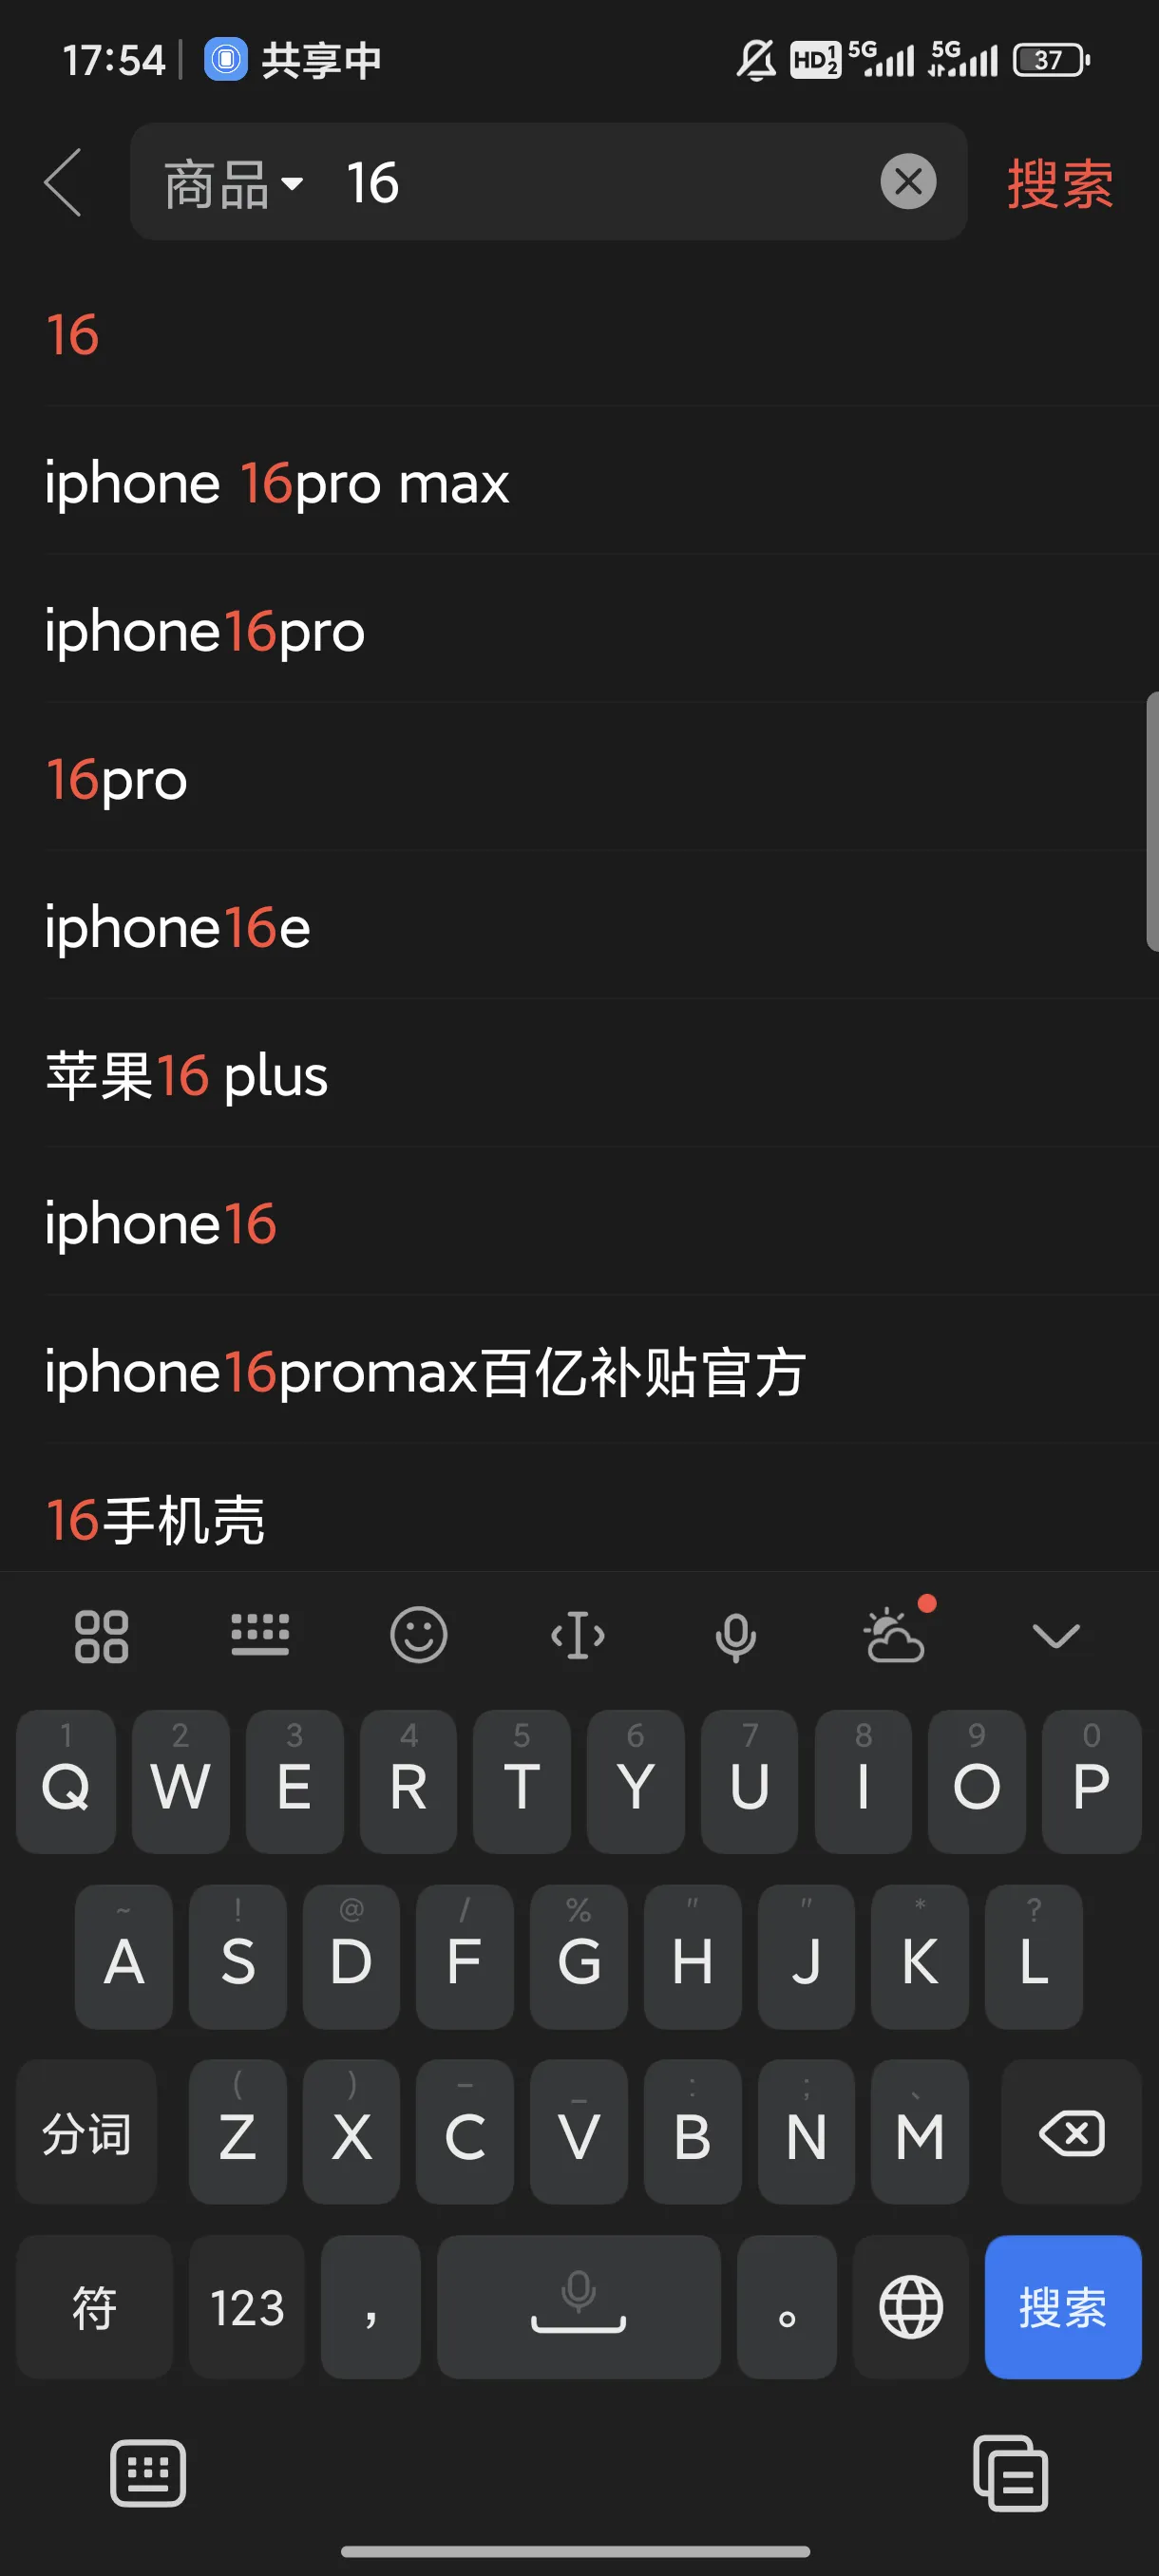 17:54 共享中 HD 1 2 5G 5G 37
商品 16 搜索
16
iphone 16pro max
iphone16pro
16pro
iphone16e
苹果16 plus
iphone16
iphone16promax百亿补贴官方
16手机壳
1 2 3 4 5 6 7 8 9 0
Q W E R T Y U I O P
~ ! @ / % " " * ?
A S D F G H J K L
( ) – _ : ; 、
分词 Z X C V B N M
符 123 ， 。 搜索